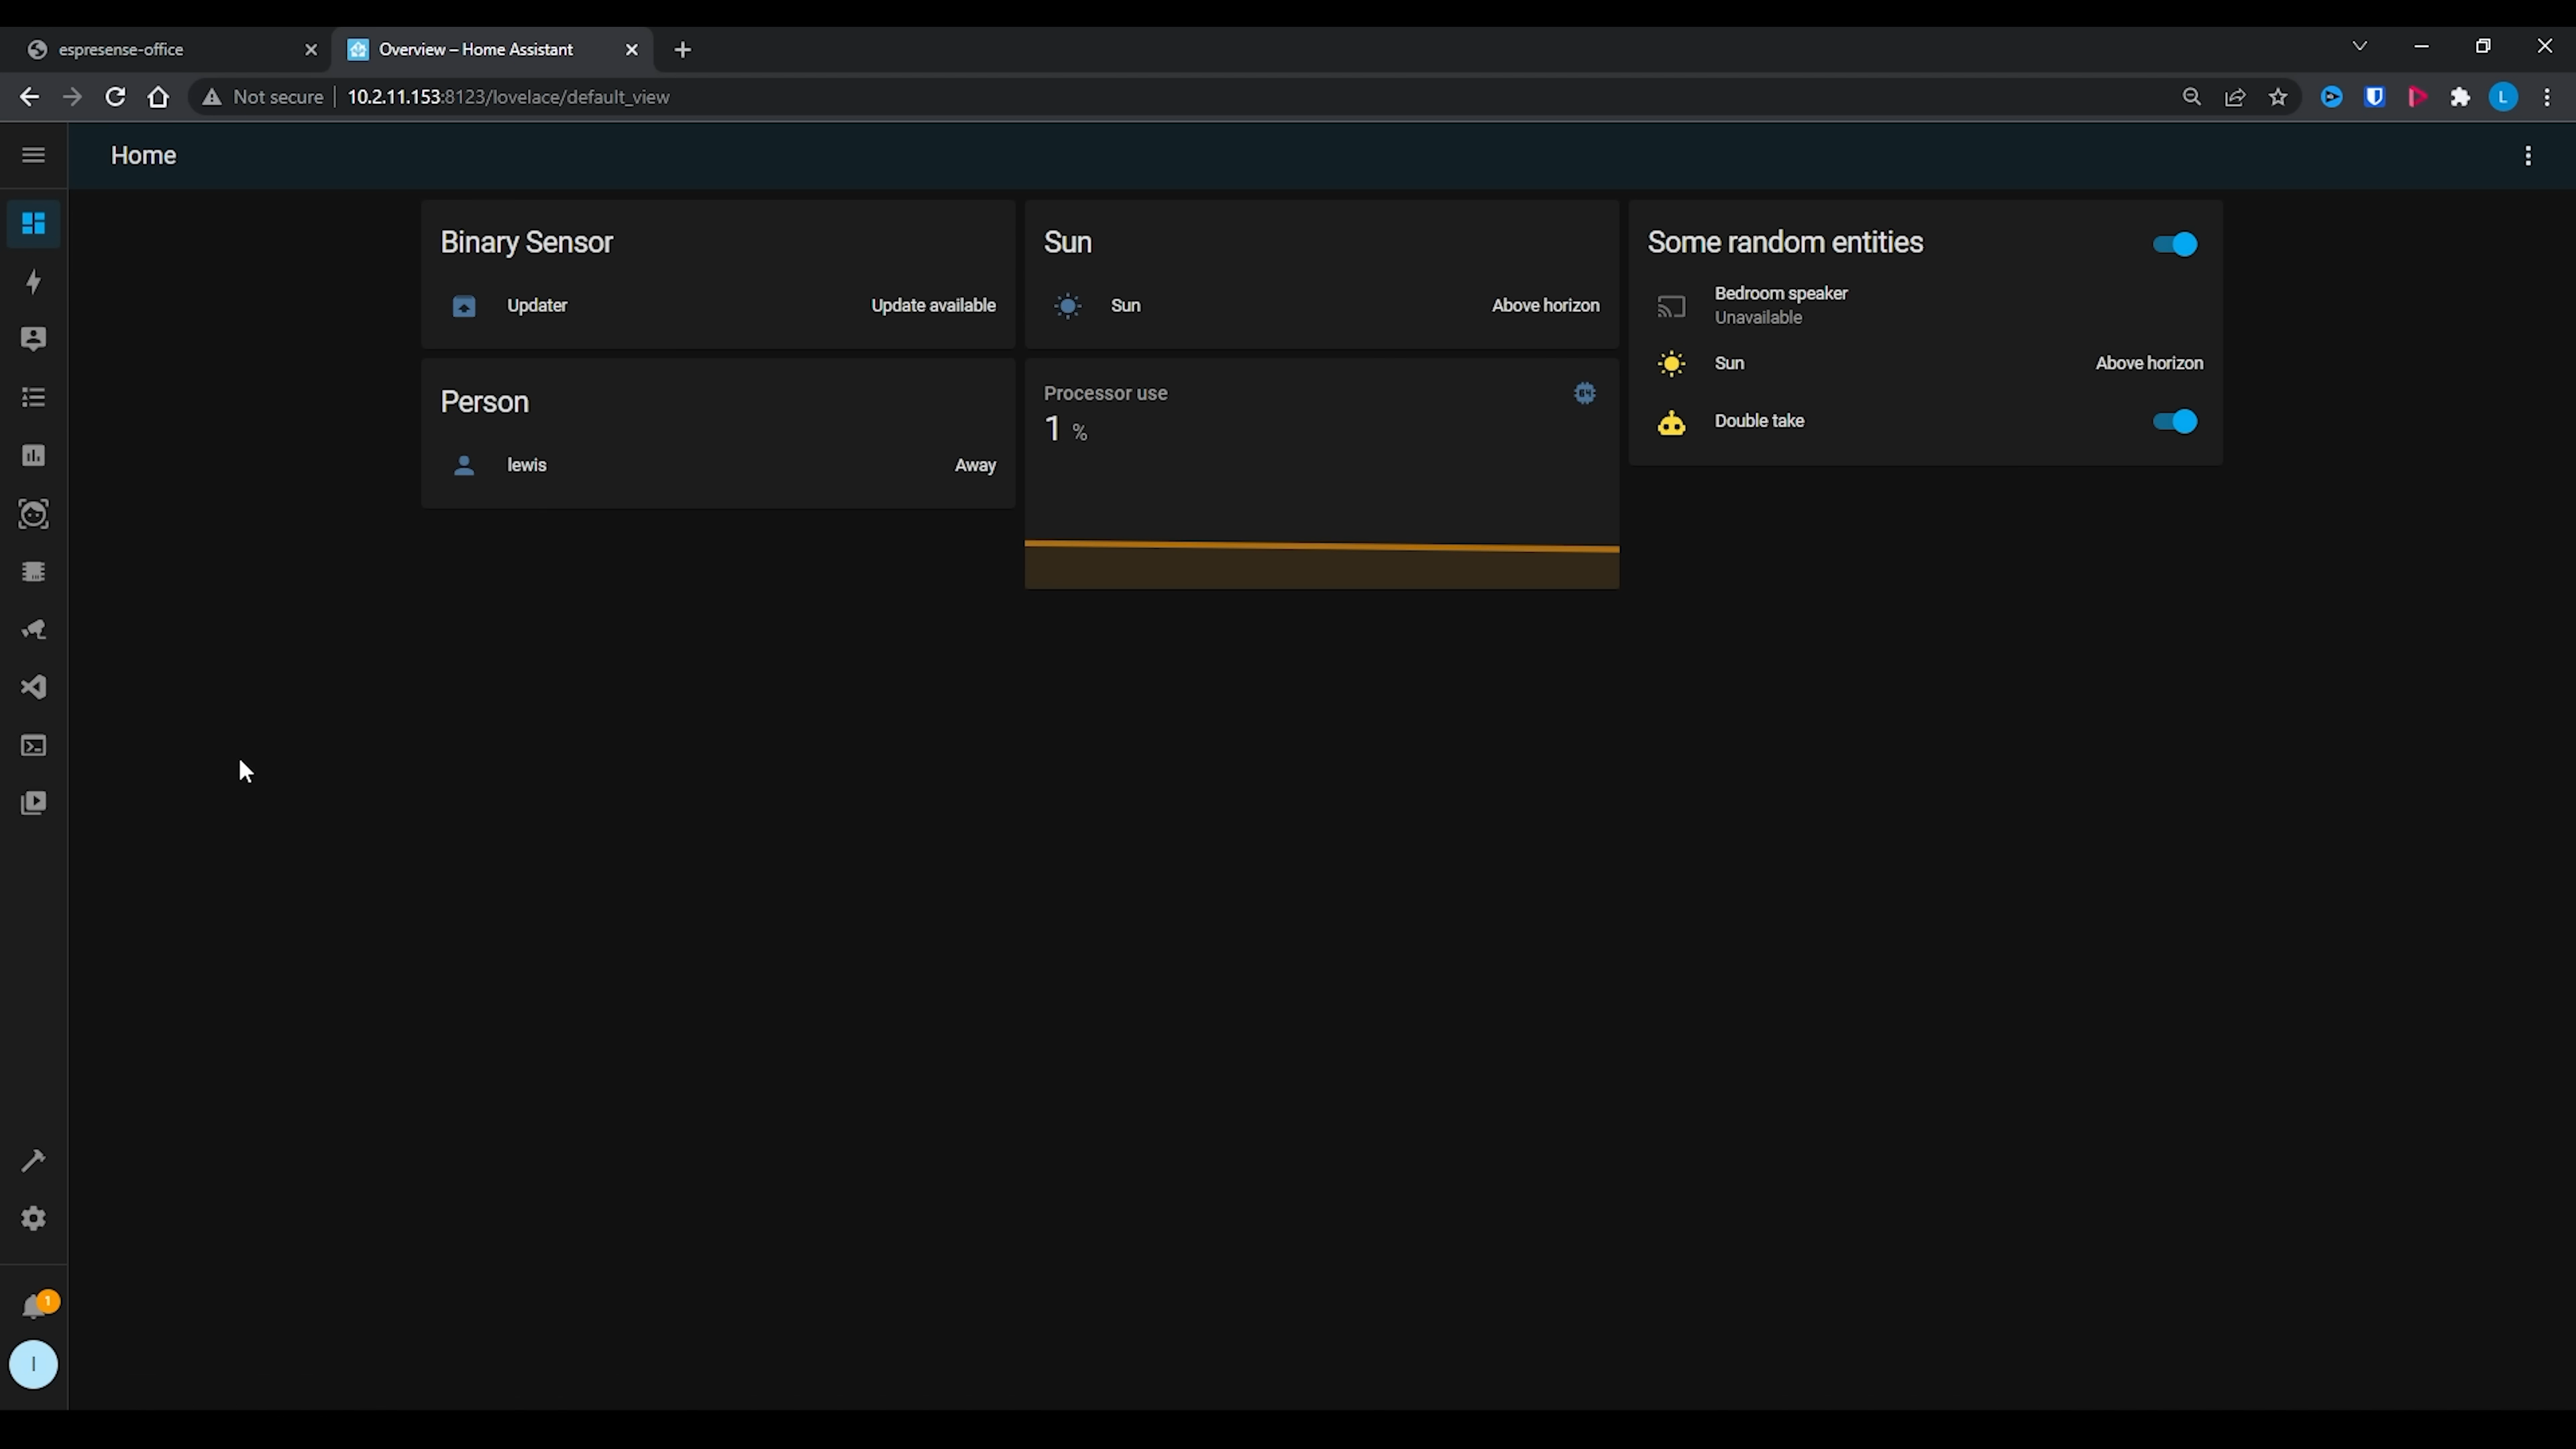 espresense-office
Overview – Home Assistant
Not secure
10.2.11.153:8123/lovelace/default_view
L
Home
Binary Sensor
Updater
Update available
Person
lewis
Away
Sun
Sun
Above horizon
Processor use
1 %
Some random entities
Bedroom speaker
Unavailable
Sun
Above horizon
Double take
1
l